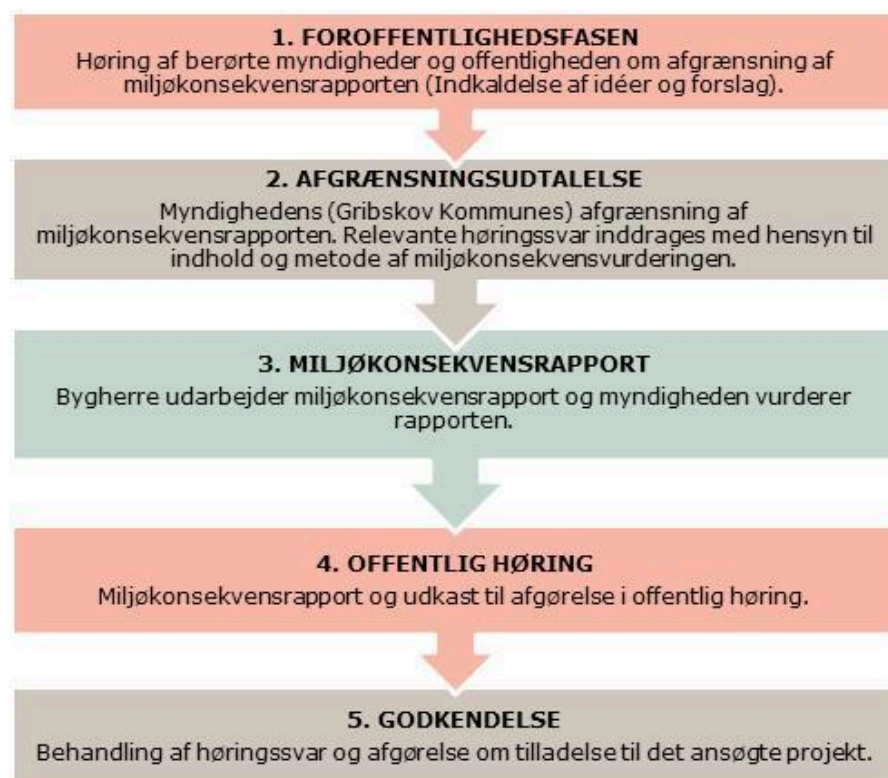 1. FOROFFENTLIGHEDSFASEN
Høring af berørte myndigheder og offentligheden om afgrænsning af
miljøkonsekvensrapporten (Indkaldelse af idéer og forslag).
2. AFGRÆNSNINGSUDTALELSE
Myndighedens (Gribskov Kommunes) afgrænsning af
miljøkonsekvensrapporten. Relevante høringssvar inddrages med hensyn til
indhold og metode af miljøkonsekvensvurderingen.
3. MILJØKONSEKVENSRAPPORT
Bygherre udarbejder miljøkonsekvensrapport og myndigheden vurderer
rapporten.
4. OFFENTLIG HØRING
Miljøkonsekvensrapport og udkast til afgørelse i offentlig høring.
5. GODKENDELSE
Behandling af høringssvar og afgørelse om tilladelse til det ansøgte projekt.